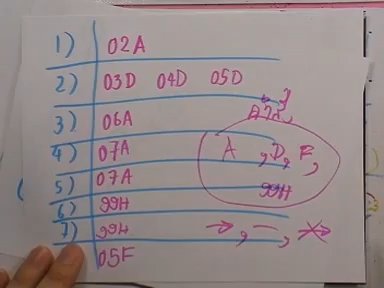 1) 02A
2) 03D 04D 05D
3) 06A
4) 07A
A, D, F,
5) 07A
99H
6) 99H
7) 99H
05F